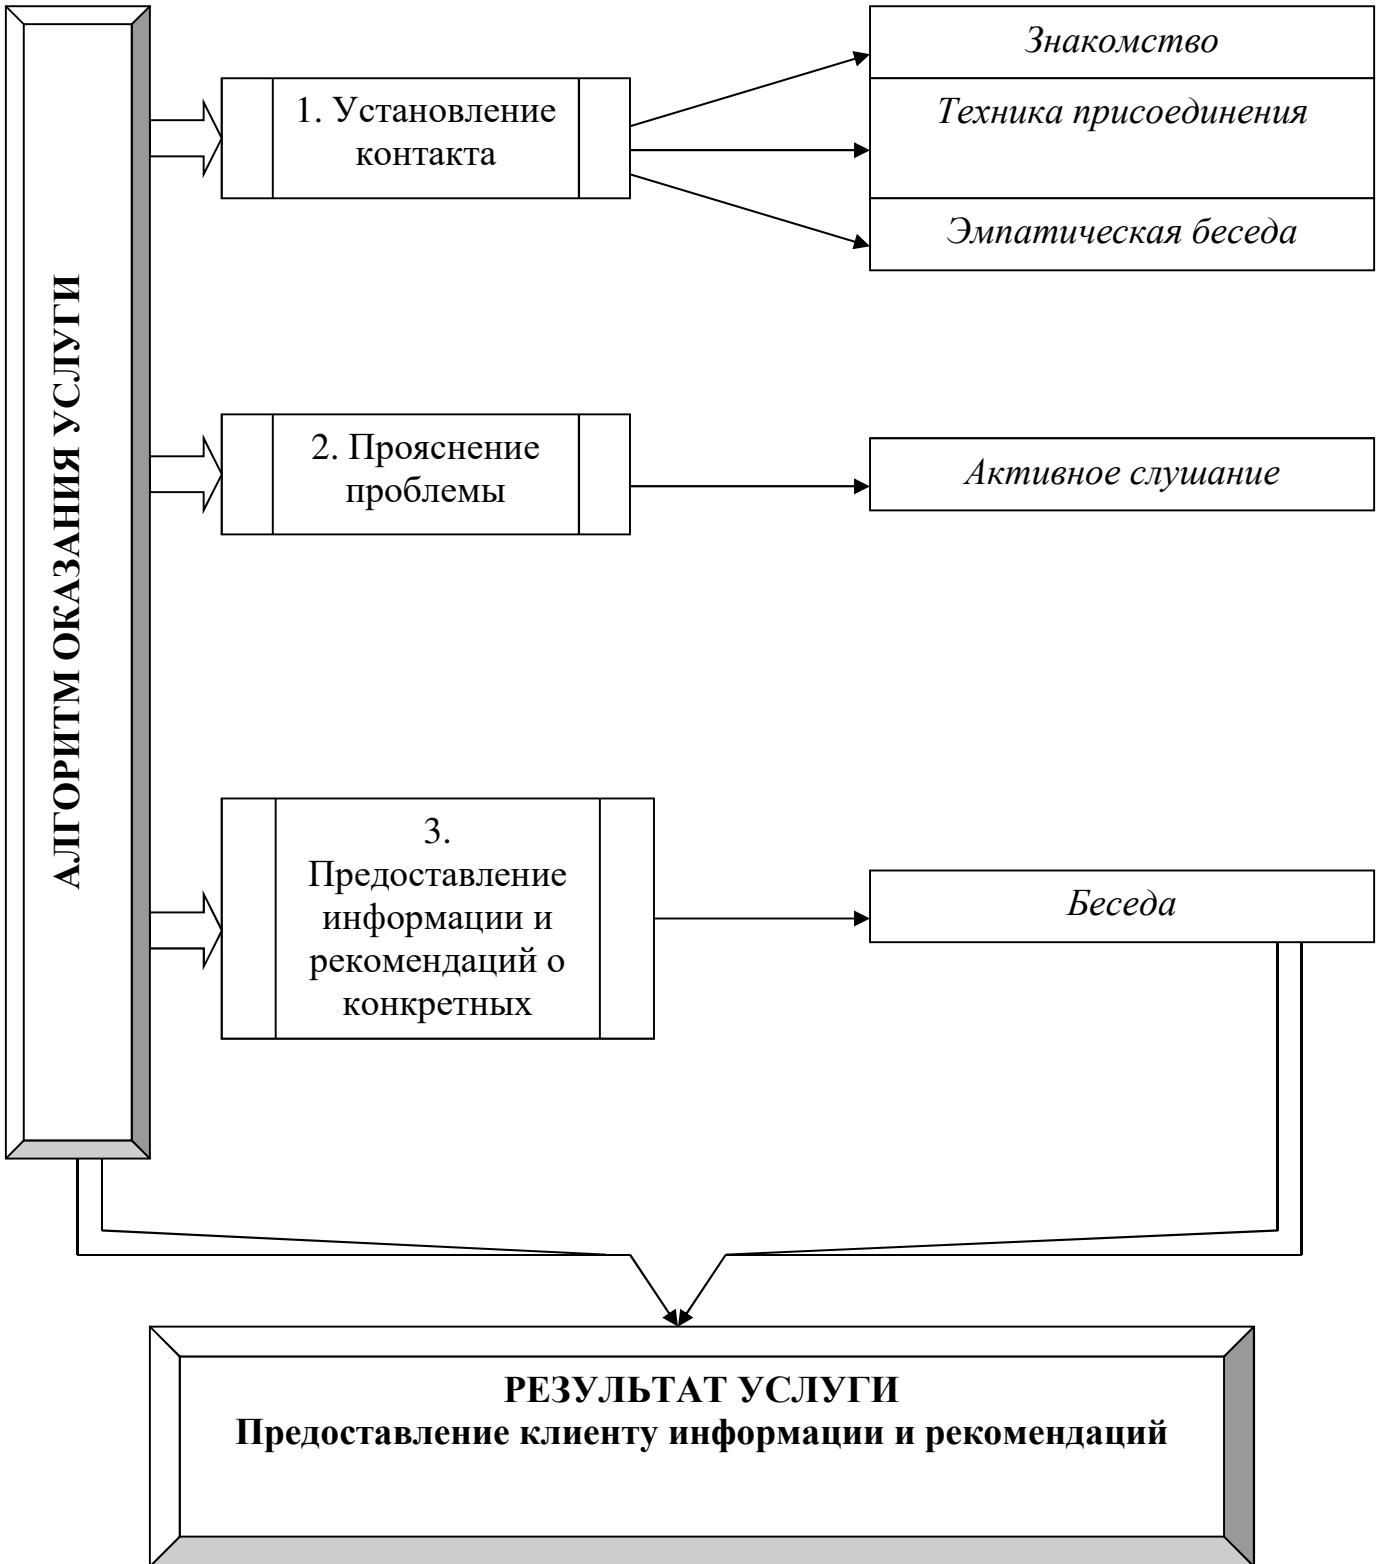 АЛГОРИТМ ОКАЗАНИЯ УСЛУГИ
1. Установление
контакта
Знакомство
Техника присоединения
Эмпатическая беседа
2. Прояснение
проблемы
Активное слушание
3.
Предоставление
информации и
рекомендаций о
конкретных
Беседа
РЕЗУЛЬТАТ УСЛУГИ
Предоставление клиенту информации и рекомендаций